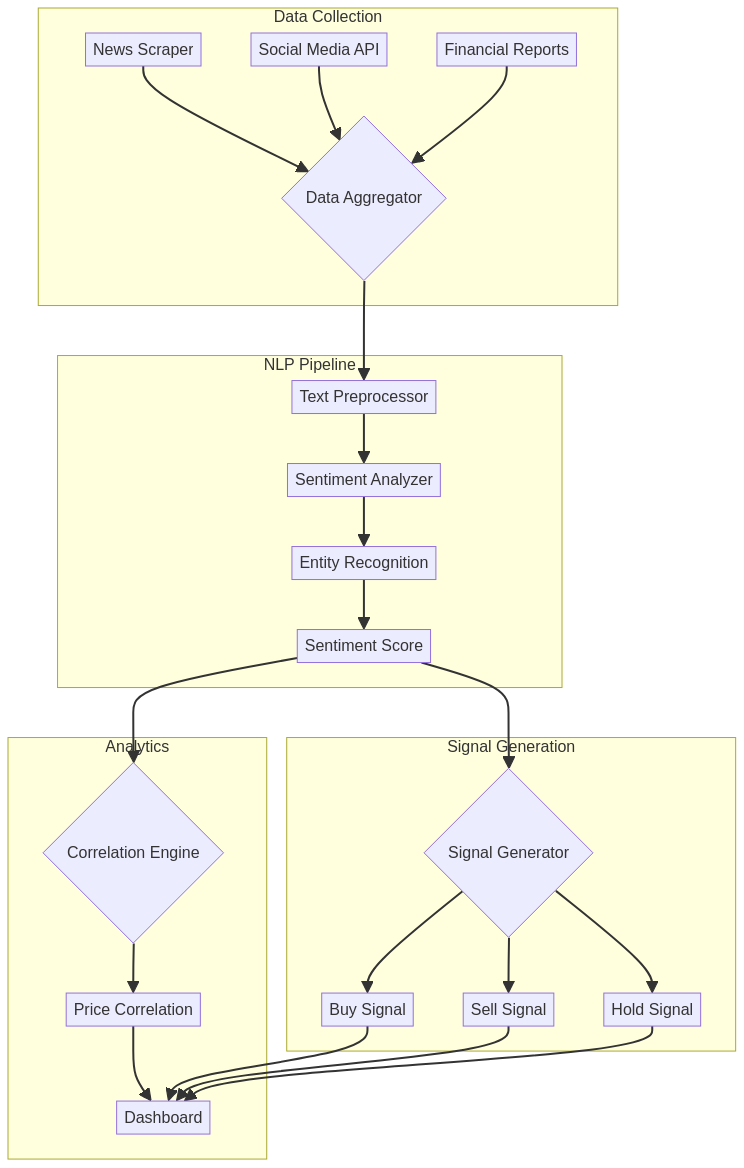 Data Collection
News Scraper
Social Media API
Financial Reports
Data Aggregator
NLP Pipeline
Text Preprocessor
Sentiment Analyzer
Entity Recognition
Sentiment Score
Analytics
Signal Generation
Correlation Engine
Signal Generator
Price Correlation
Buy Signal
Sell Signal
Hold Signal
Dashboard